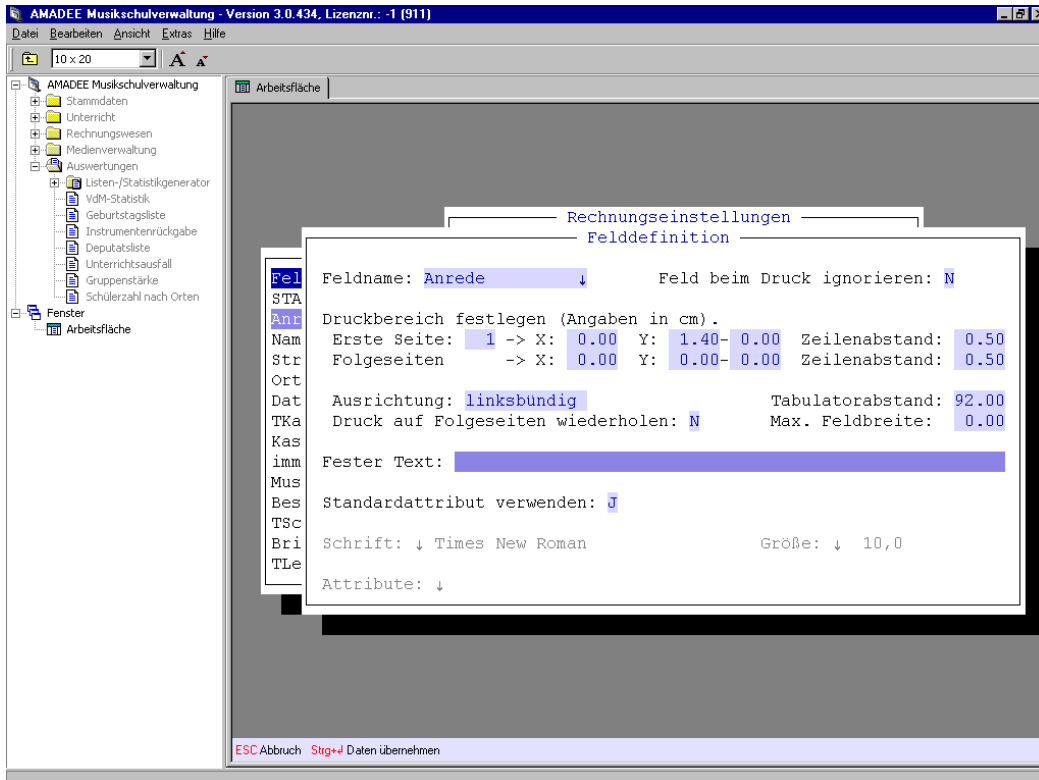 AMADEE Musikschulverwaltung - Version 3.0.434, Lizenznr.: -1 (911)
Datei Bearbeiten Ansicht Extras Hilfe
10 x 20
A A
AMADEE Musikschulverwaltung
Stammdaten
Unterricht
Rechnungswesen
Medienverwaltung
Auswertungen
Listen-/Statistikgenerator
VdM-Statistik
Geburtstagsliste
Instrumentenrückgabe
Deputatsliste
Unterrichtsausfall
Gruppenstärke
Schülerzahl nach Orten
Fenster
Arbeitsfläche
Arbeitsfläche
Rechnungseinstellungen
Fel
STA
Anr
Nam
Str
Ort
Dat
TKa
Kas
imm
Mus
Bes
TSc
Bri
TLe
Felddefinition
Feldname: Anrede ↓ Feld beim Druck ignorieren: N
Druckbereich festlegen (Angaben in cm).
Erste Seite: 1 -> X: 0.00 Y: 1.40- 0.00 Zeilenabstand: 0.50
Folgeseiten -> X: 0.00 Y: 0.00- 0.00 Zeilenabstand: 0.50
Ausrichtung: linksbündig Tabulatorabstand: 92.00
Druck auf Folgeseiten wiederholen: N Max. Feldbreite: 0.00
Fester Text:
Standardattribut verwenden: J
Schrift: ↓ Times New Roman Größe: ↓ 10,0
Attribute: ↓
ESC Abbruch Strg+↵ Daten übernehmen